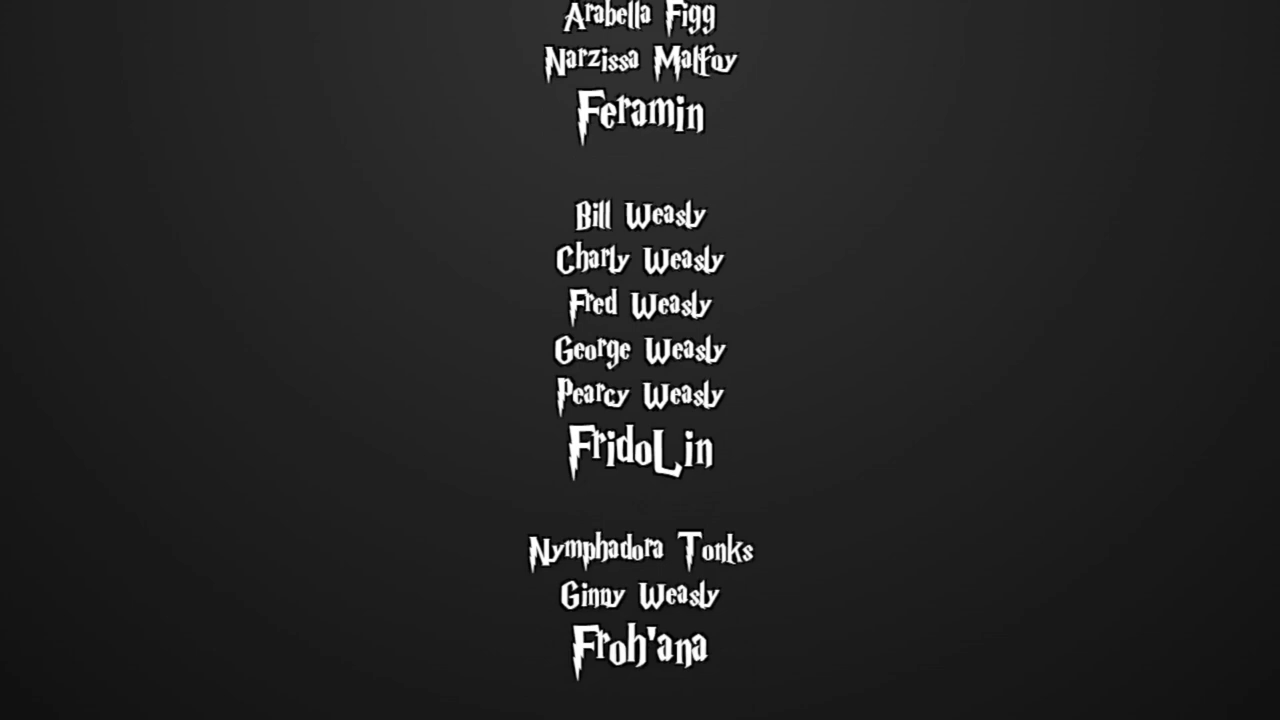 Arabella Figg
Narzissa Malfoy
Feramin
Bill Weasly
Charly Weasly
Fred Weasly
George Weasly
Pearcy Weasly
FridoLin
Nymphadora Tonks
Ginny Weasly
Froh'ana